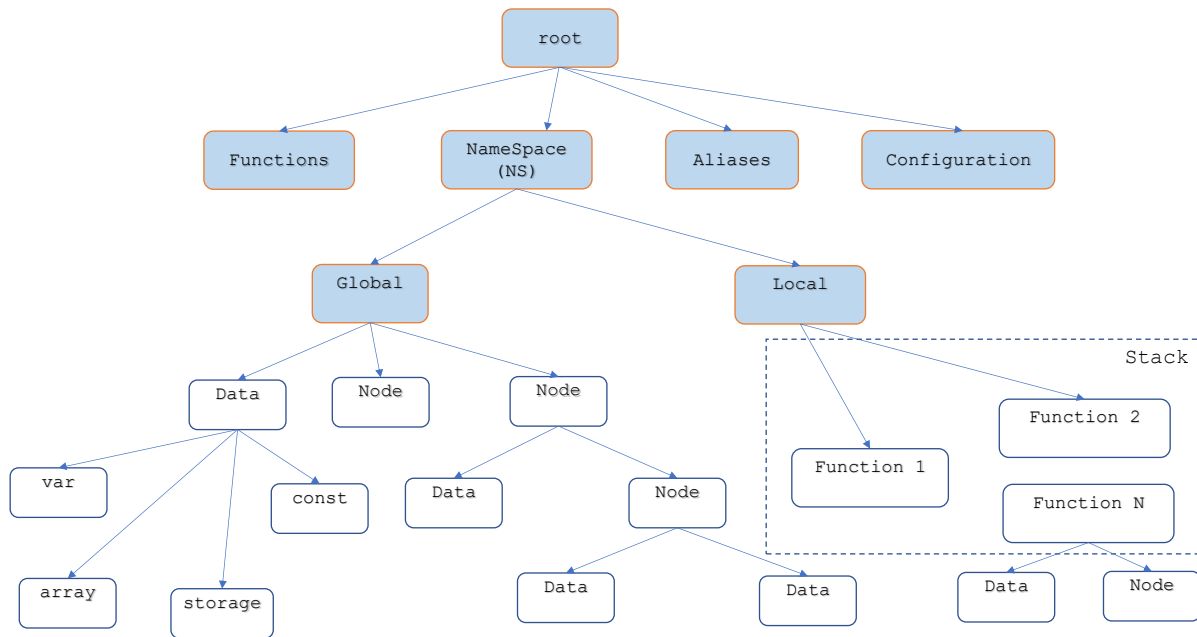 root
Functions
NameSpace
(NS)
Aliases
Configuration
Global
Local
Stack
Data
Node
Node
Function 2
Function 1
var
const
Data
Node
Function N
array
storage
Data
Data
Data
Node